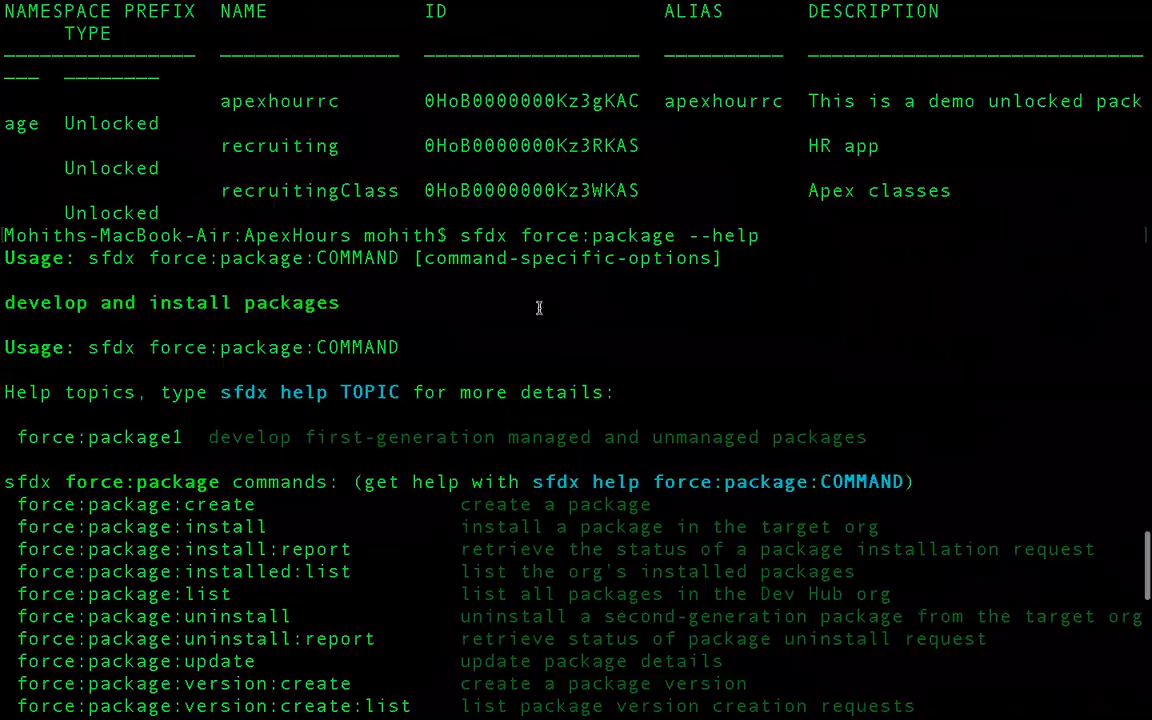 NAMESPACE PREFIX  NAME            ID                  ALIAS       DESCRIPTION
TYPE
apexhourrc  0HoB0000000Kz3gKAC  apexhourrc  This is a demo unlocked pack
age  Unlocked
recruiting  0HoB0000000Kz3RKAS  HR app
Unlocked
recruitingClass  0HoB0000000Kz3WKAS  Apex classes
Unlocked
Mohiths-MacBook-Air:ApexHours mohith$ sfdx force:package --help
Usage: sfdx force:package:COMMAND [command-specific-options]
develop and install packages
Usage: sfdx force:package:COMMAND
Help topics, type sfdx help TOPIC for more details:
force:package1  develop first-generation managed and unmanaged packages
sfdx force:package commands: (get help with sfdx help force:package:COMMAND)
force:package:create  create a package
force:package:install  install a package in the target org
force:package:install:report  retrieve the status of a package installation request
force:package:installed:list  list the org's installed packages
force:package:list  list all packages in the Dev Hub org
force:package:uninstall  uninstall a second-generation package from the target org
force:package:uninstall:report  retrieve status of package uninstall request
force:package:update  update package details
force:package:version:create  create a package version
force:package:version:create:list  list package version creation requests